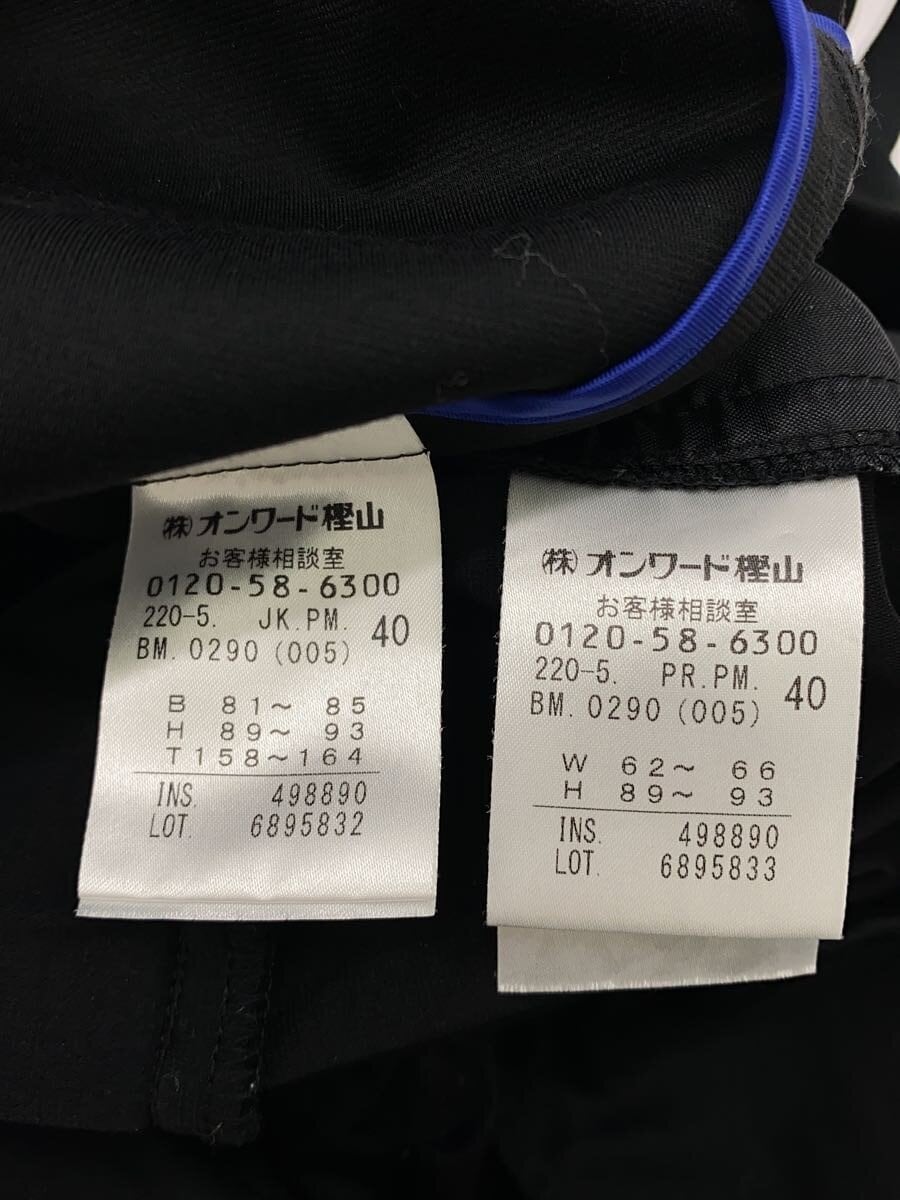 ㈱オンワード樫山
お客様相談室
0120-58-6300
220-5. JK.PM. 40
BM. 0290 (005)
B 81～ 85
H 89～ 93
T158～164
INS. 498890
LOT. 6895832
㈱オンワード樫山
お客様相談室
0120-58-6300
220-5. PR.PM. 40
BM. 0290 (005)
W 62～ 66
H 89～ 93
INS. 498890
LOT. 6895833